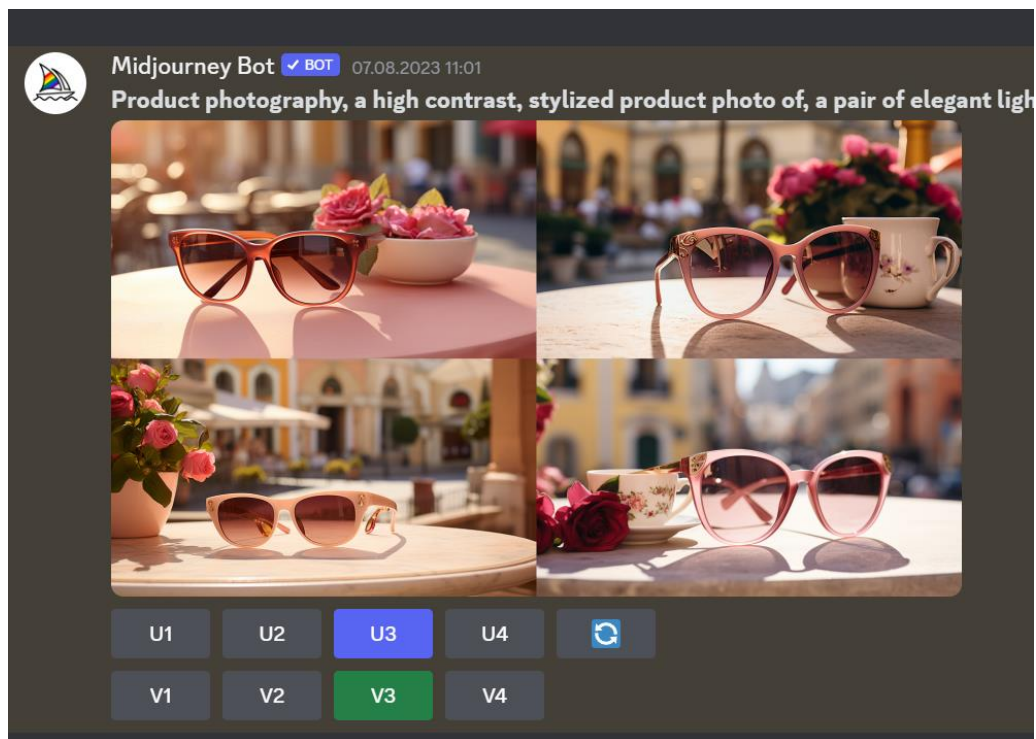 Midjourney Bot ✓ BOT 07.08.2023 11:01
Product photography, a high contrast, stylized product photo of, a pair of elegant ligh
U1 U2 U3 U4
V1 V2 V3 V4